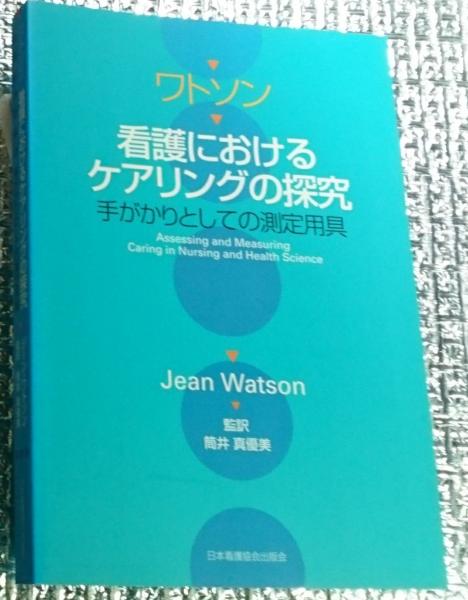 ワトソン
看護における
ケアリングの探究
手がかりとしての測定用具
Assessing and Measuring
Caring in Nursing and Health Science
Jean Watson
監訳
筒井 真優美
日本看護協会出版会